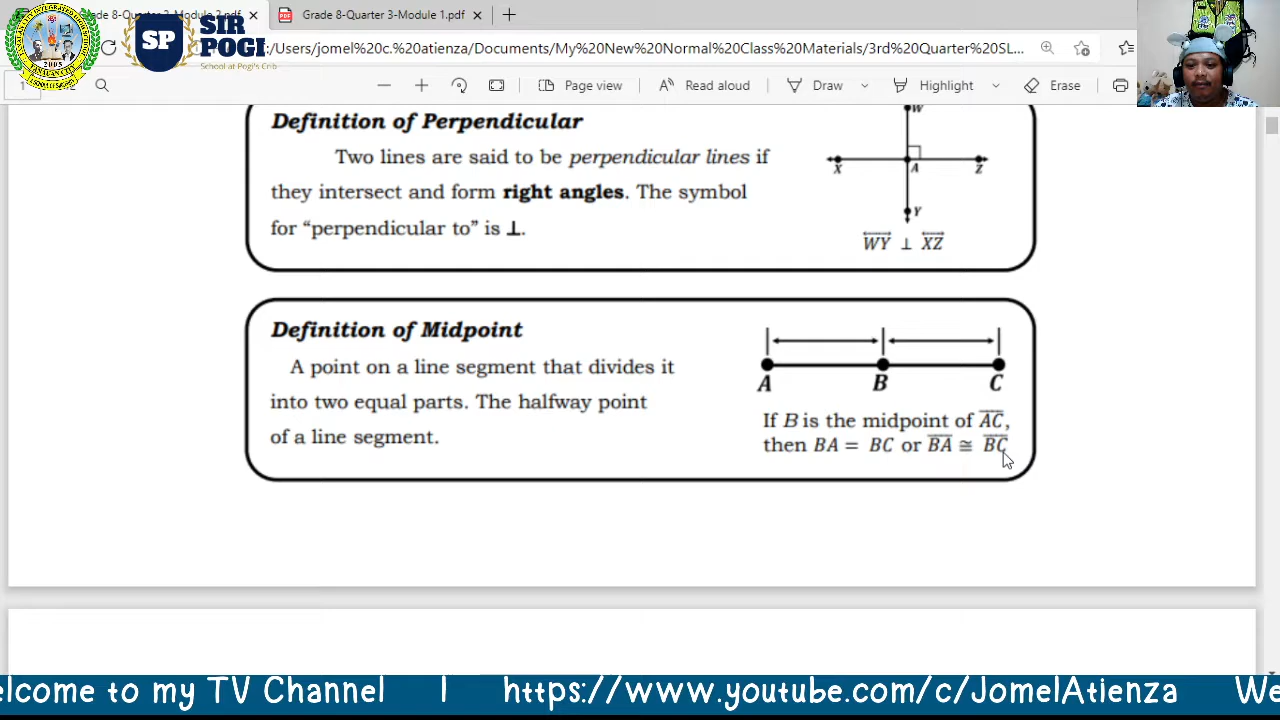 de 8-Quarter 3-Module 2.pdf
Grade 8-Quarter 3-Module 1.pdf
SP
SIR
POGI
School at Pogi's Crib
2003
:/Users/jomel%20c.%20atienza/Documents/My%20New%20Normal%20Class%20Materials/3rd%20Quarter%20SL...
1
Page view
Read aloud
Draw
Highlight
Erase
Definition of Perpendicular
Two lines are said to be perpendicular lines if
they intersect and form right angles. The symbol
for “perpendicular to” is ⊥.
W
X
A
Z
Y
WY ⊥ XZ
Definition of Midpoint
A point on a line segment that divides it
into two equal parts. The halfway point
of a line segment.
A B C
If B is the midpoint of AC,
then BA = BC or BA ≅ BC
elcome to my TV Channel | https://www.youtube.com/c/JomelAtienza We